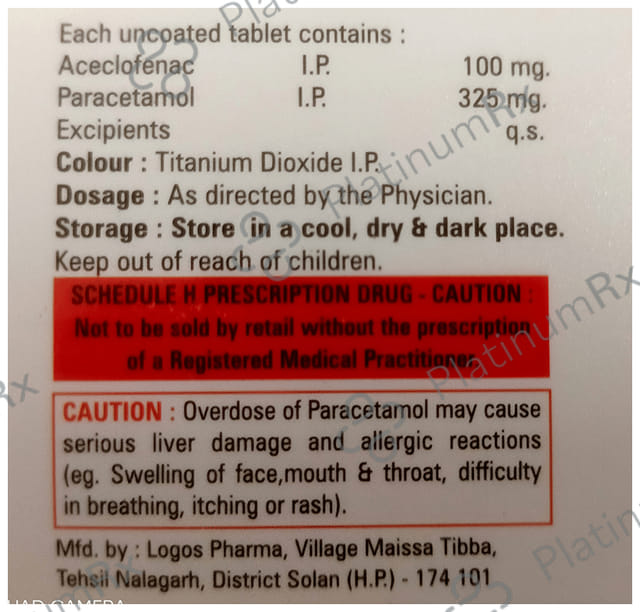 Each uncoated tablet contains :
Aceclofenac I.P. 100 mg.
Paracetamol I.P. 325 mg.
Excipients q.s.
Colour : Titanium Dioxide I.P.
Dosage : As directed by the Physician.
Storage : Store in a cool, dry & dark place.
Keep out of reach of children.
SCHEDULE H PRESCRIPTION DRUG - CAUTION :
Not to be sold by retail without the prescription
of a Registered Medical Practitioner.
CAUTION : Overdose of Paracetamol may cause
serious liver damage and allergic reactions
(eg. Swelling of face,mouth & throat, difficulty
in breathing, itching or rash).
Mfd. by : Logos Pharma, Village Maissa Tibba,
Tehsil Nalagarh, District Solan (H.P.) - 174 101
PlatinumRx
PlatinumRx